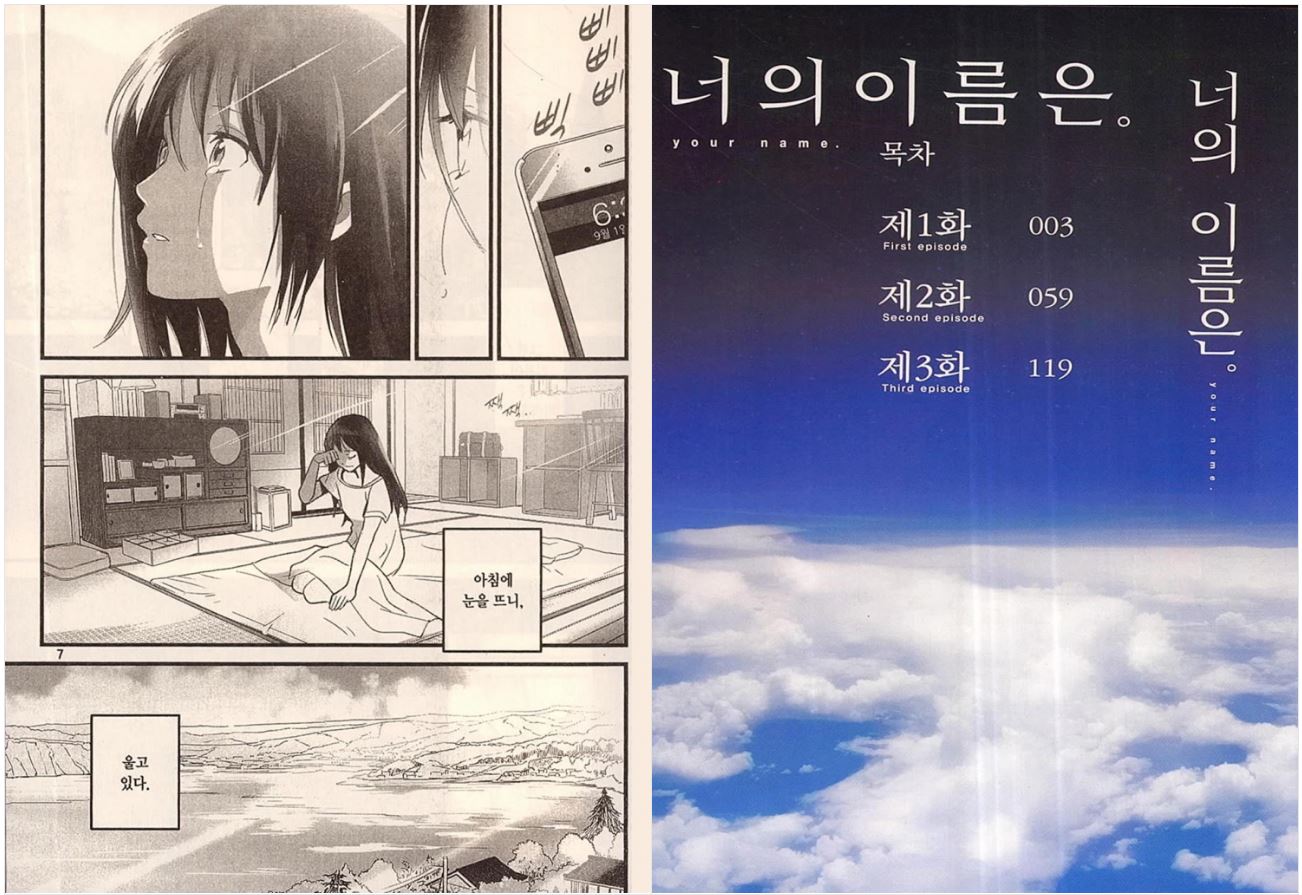 삐
삐
삐
삑
6:
9월 1일
짹
짹..
아침에
눈을 뜨니,
7
울고
있다.
너의 이름은。
your name.
목차
제1화 003
First episode
제2화 059
Second episode
제3화 119
Third episode
너의 이름은。
your name.